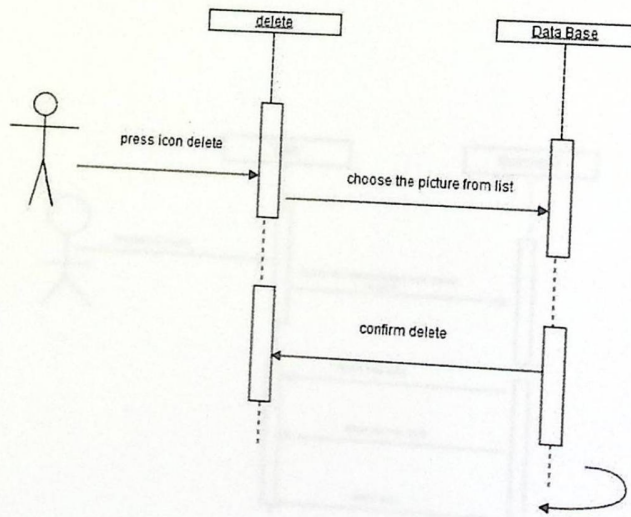 delete
Data Base
press icon delete
choose the picture from list
confirm delete